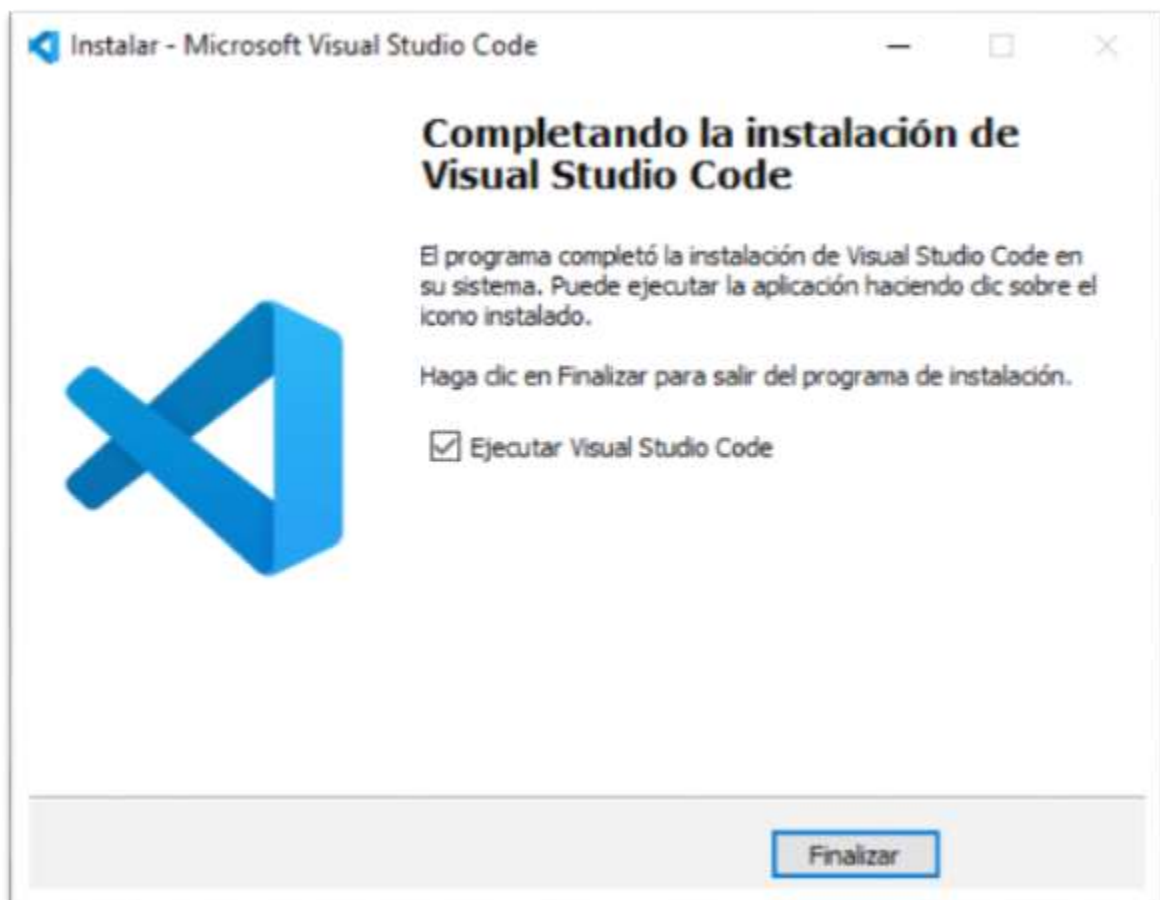 Instalar - Microsoft Visual Studio Code
Completando la instalación de
Visual Studio Code
El programa completó la instalación de Visual Studio Code en
su sistema. Puede ejecutar la aplicación haciendo clic sobre el
icono instalado.
Haga clic en Finalizar para salir del programa de instalación.
Ejecutar Visual Studio Code
Finalizar